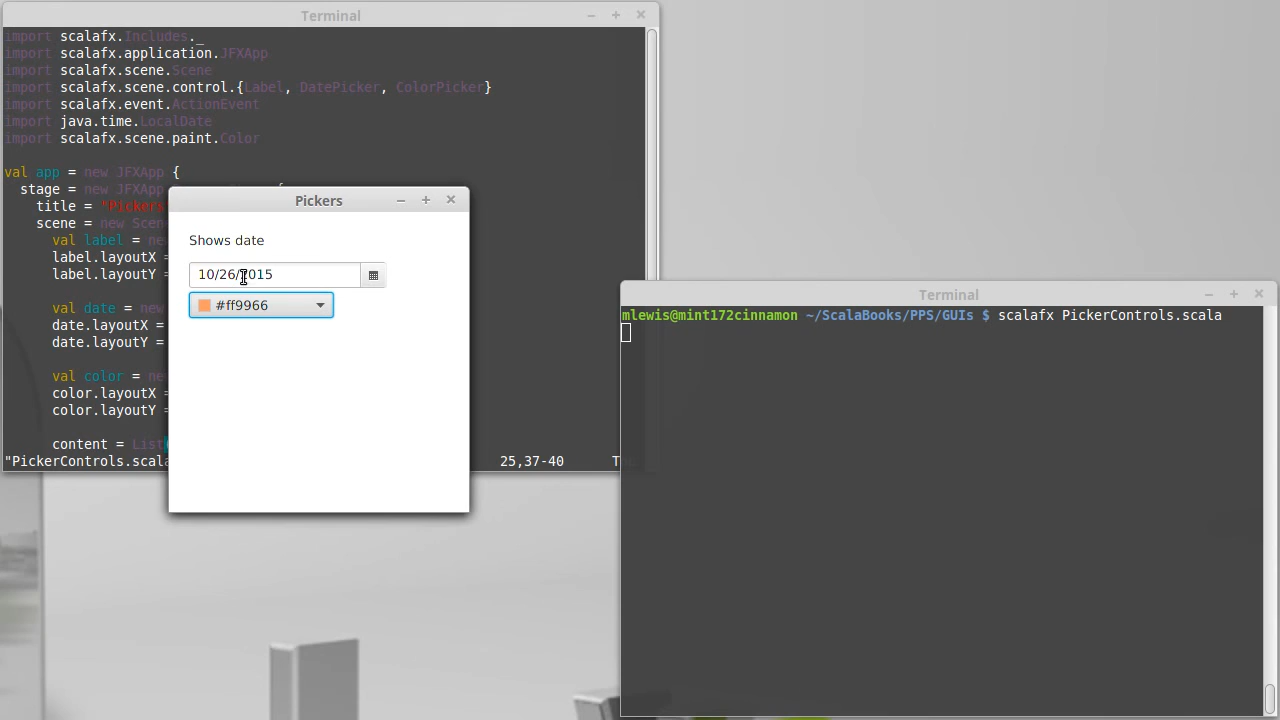 Terminal
import scalafx.Includes._
import scalafx.application.JFXApp
import scalafx.scene.Scene
import scalafx.scene.control.{Label, DatePicker, ColorPicker}
import scalafx.event.ActionEvent
import java.time.LocalDate
import scalafx.scene.paint.Color
val app = new JFXApp {
stage = new JFXApp
title = "Pickers
scene = new Scen
val label =
label.layoutX =
label.layoutY =
val date = new
date.layoutX =
date.layoutY =
val color =
color.layoutX =
color.layoutY =
content = List
"PickerControls.scala
25,37-40
Pickers
Shows date
10/26/2015
#ff9966
Terminal
mlewis@mint172cinnamon ~/ScalaBooks/PPS/GUIs $ scalafx PickerControls.scala